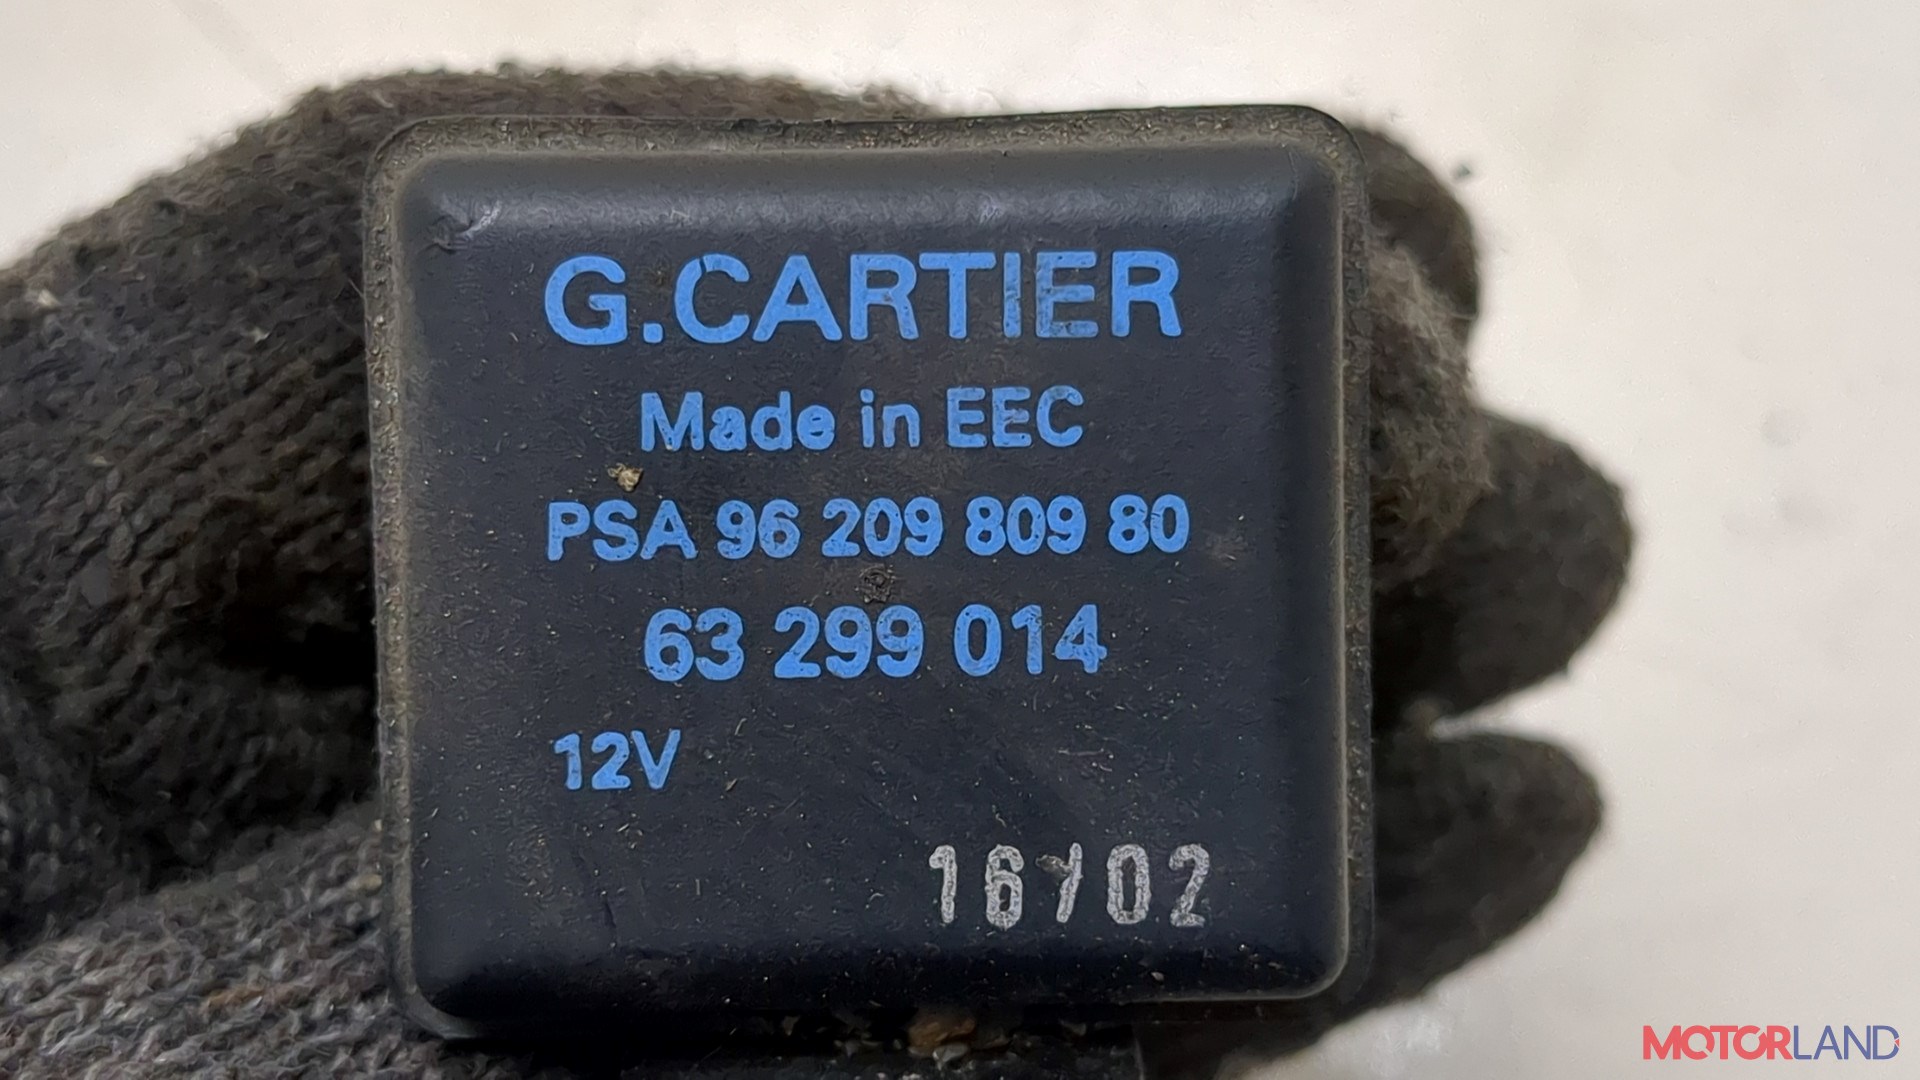 G.CARTIER
Made in EEC
PSA 96 209 809 80
63 299 014
12V
16/02
MOTORLAND